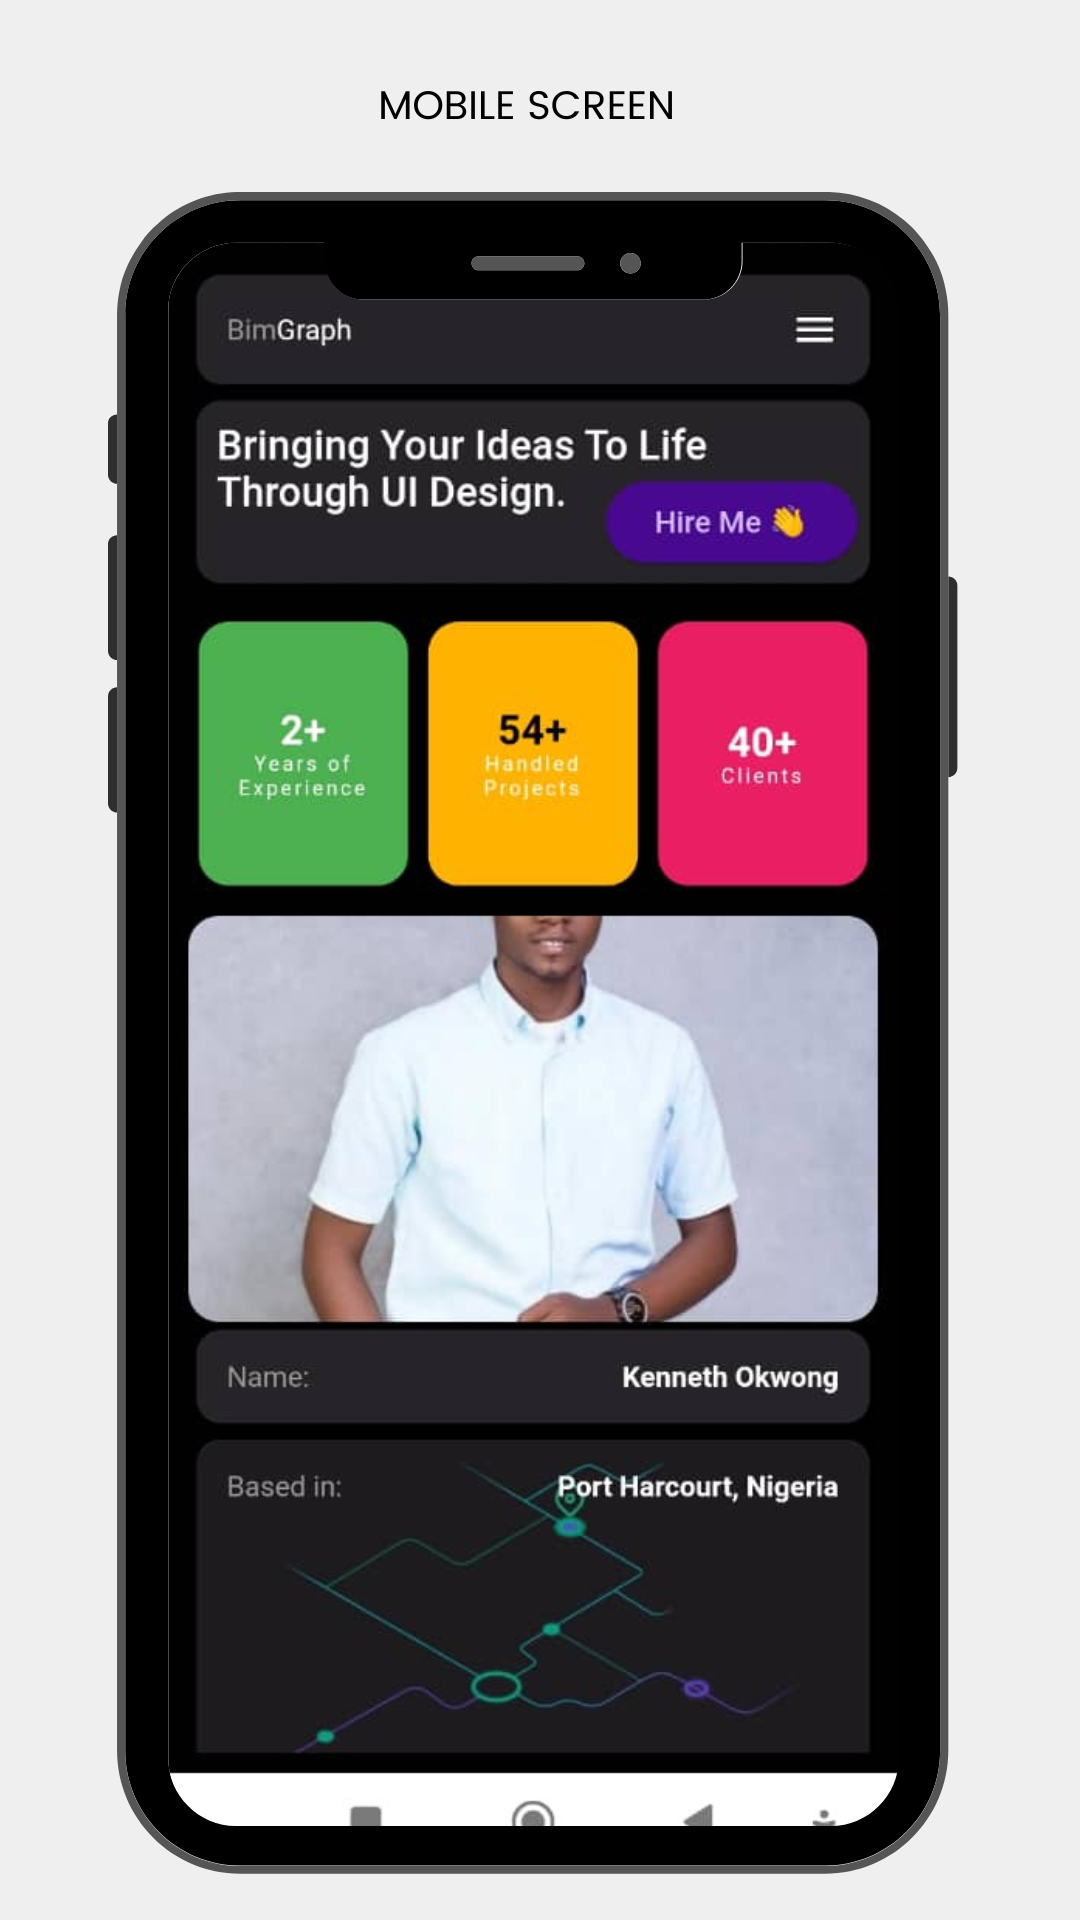 MOBILE SCREEN
BimGraph
Bringing Your Ideas To Life
Through UI Design.
Hire Me 👋
2+
Years of
Experience
54+
Handled
Projects
40+
Clients
Name: Kenneth Okwong
Based in: Port Harcourt, Nigeria